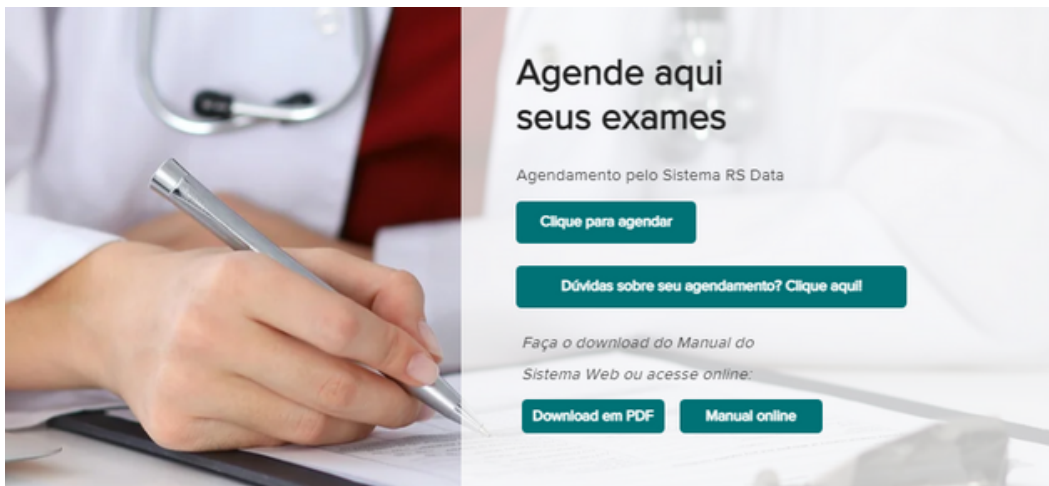 Agende aqui
seus exames
Agendamento pelo Sistema RS Data
Clique para agendar
Dúvidas sobre seu agendamento? Clique aqui!
Faça o download do Manual do
Sistema Web ou acesse online:
Download em PDF
Manual online